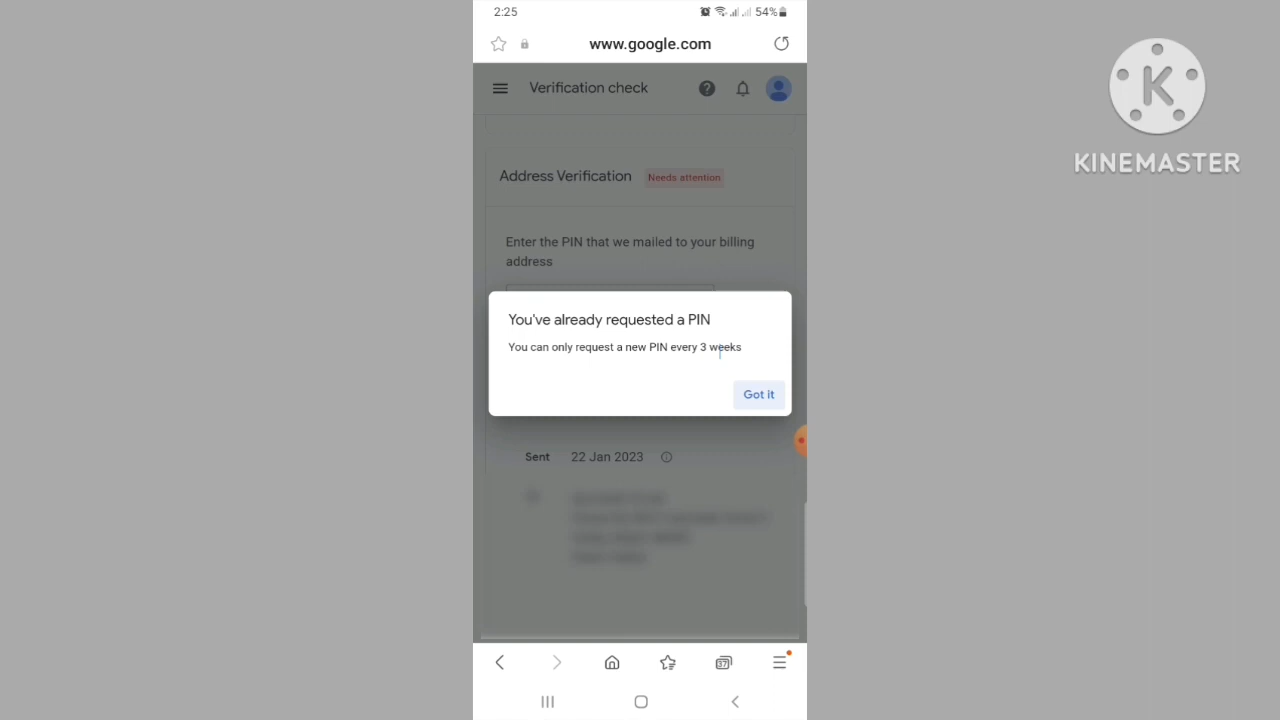 2:25
54%
www.google.com
KINEMASTER
Verification check
Address Verification
Needs attention
Enter the PIN that we mailed to your billing
address
You've already requested a PIN
You can only request a new PIN every 3 weeks
Got it
Sent 22 Jan 2023
37